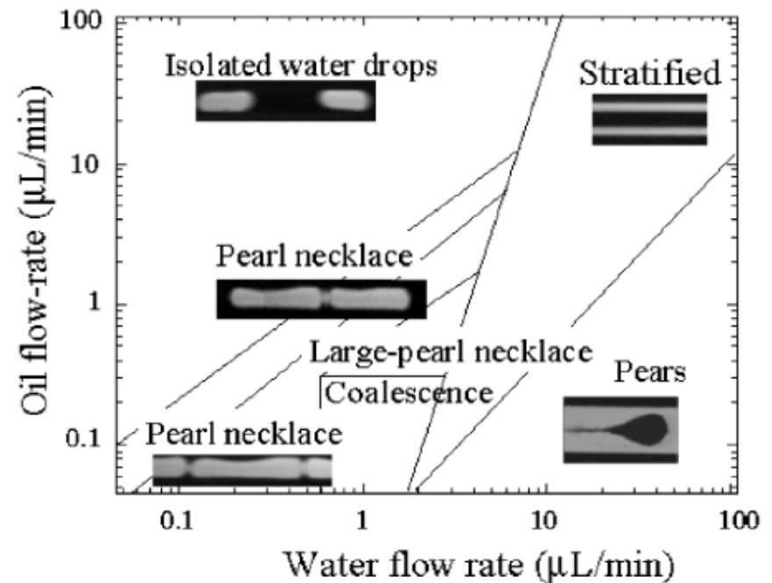 100
Isolated water drops
Stratified
10
Pearl necklace
1
Large-pearl necklace
Coalescence
Pears
0.1
Pearl necklace
0.1 1 10 100
Water flow rate (μL/min)
Oil flow-rate (μL/min)